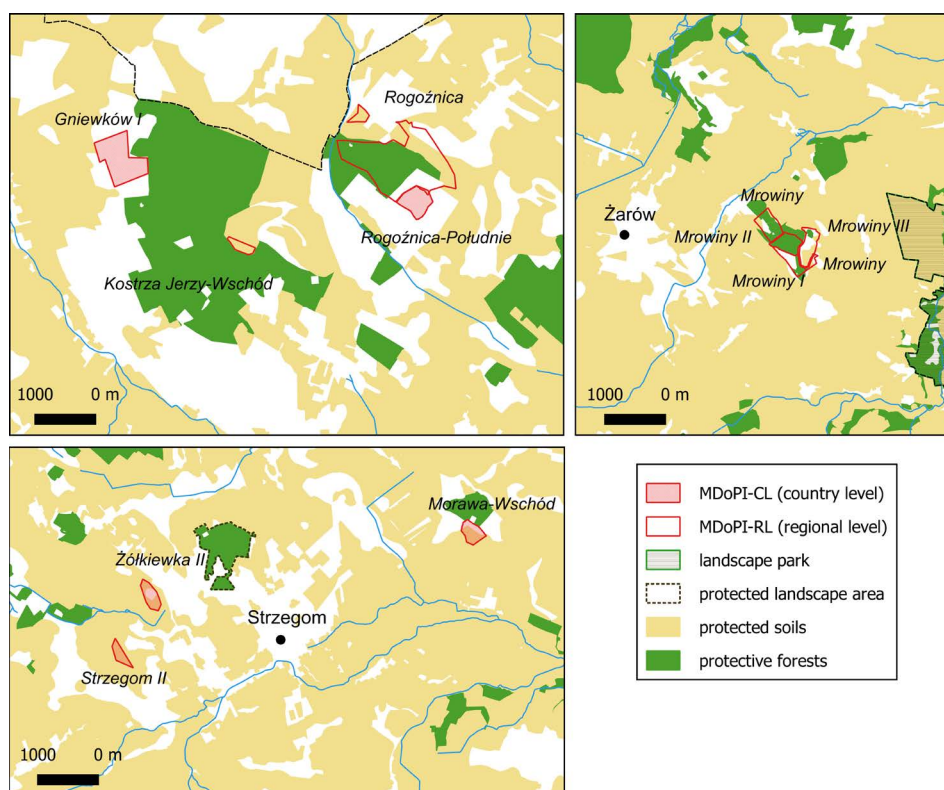 Gniewków I
Rogoźnica
Rogoźnica-Południe
Kostrza Jerzy-Wschód
1000 0 m
Żarów
Mrowiny
Mrowiny II
Mrowiny III
Mrowiny
Mrowiny
1000 0 m
Morawa-Wschód
Żółkiewka II
Strzegom
Strzegom II
1000 0 m
MDoPI-CL (country level)
MDoPI-RL (regional level)
landscape park
protected landscape area
protected soils
protective forests